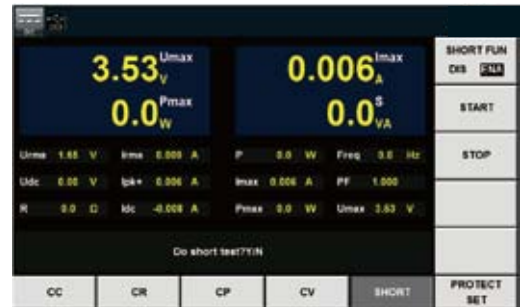 3.53 V Umax 0.006 A Imax
0.0 W Pmax 0.0 VA S
SHORT FUN
DIS ENA
START
STOP
Urms 1.65 V Irms 0.000 A P 0.0 W Freq 0.0 Hz
Udc 0.00 V Ipk+ 0.006 A Imax 0.006 A PF 1.000
R 0.0 Ω Idc A Pmax 0.0 W Umax 3.53 V
Do short test?Y/N
CC CR CP CV SHORT
PROTECT
SET